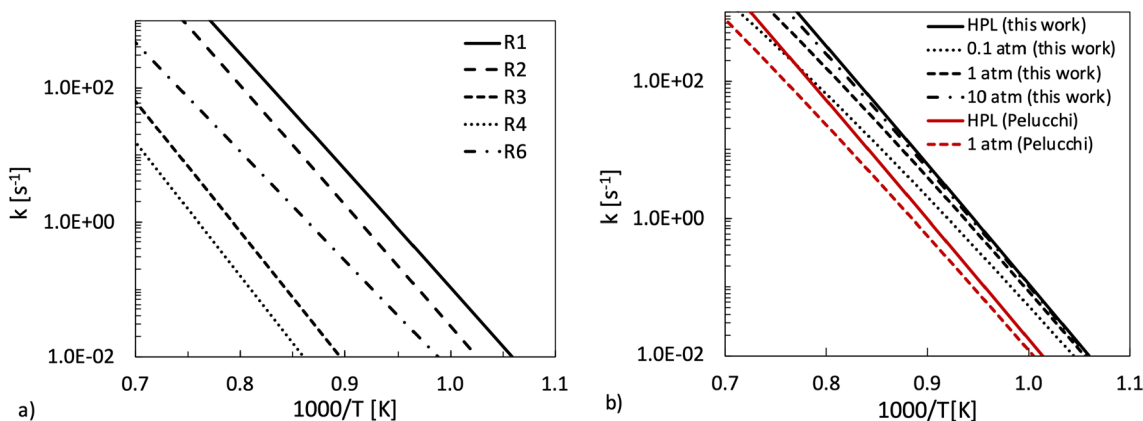 R1
R2
R3
R4
R6
1.0E+02
1.0E+00
1.0E-02
k [s⁻¹]
0.7 0.8 0.9 1.0 1.1
1000/T [K]
a)
HPL (this work)
0.1 atm (this work)
1 atm (this work)
10 atm (this work)
HPL (Pelucchi)
1 atm (Pelucchi)
1.0E+02
1.0E+00
1.0E-02
k [s⁻¹]
0.7 0.8 0.9 1.0 1.1
1000/T[K]
b)